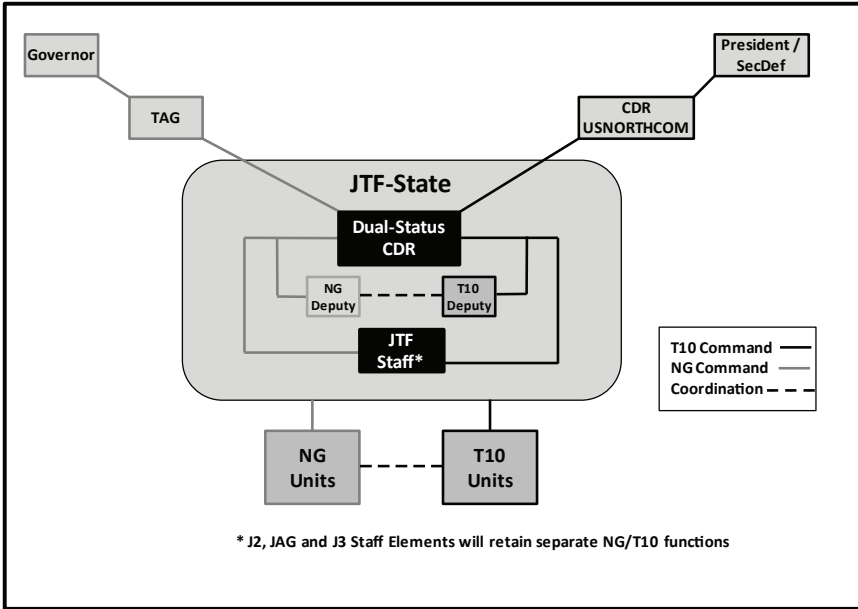 Governor
President /
SecDef
TAG
CDR
USNORTHCOM
JTF-State
Dual-Status
CDR
NG
Deputy
T10
Deputy
JTF
Staff*
T10 Command
NG Command
Coordination
NG
Units
T10
Units
* J2, JAG and J3 Staff Elements will retain separate NG/T10 functions